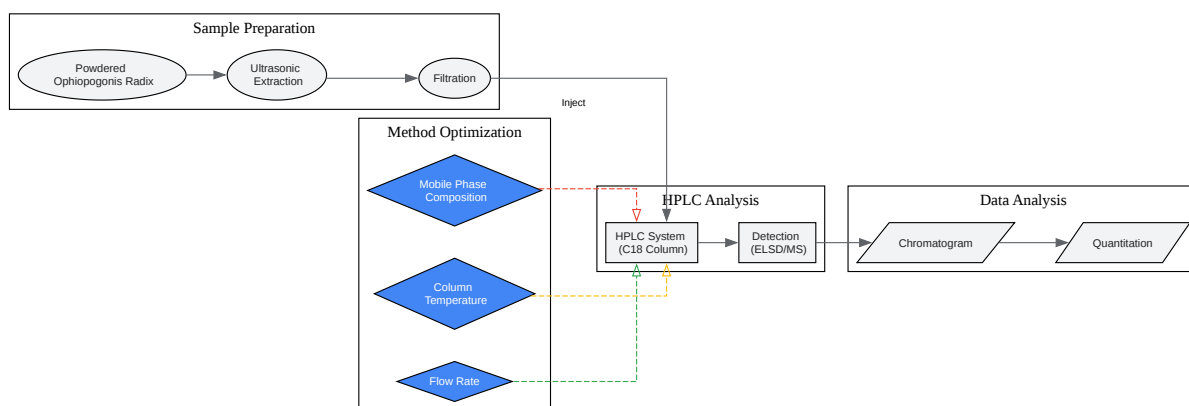 Sample Preparation
Powdered
Ophiopogonis Radix
Ultrasonic
Extraction
Filtration
Inject
Method Optimization
Mobile Phase
Composition
Column
Temperature
Flow Rate
HPLC Analysis
HPLC System
(C18 Column)
Detection
(ELSD/MS)
Data Analysis
Chromatogram
Quantitation